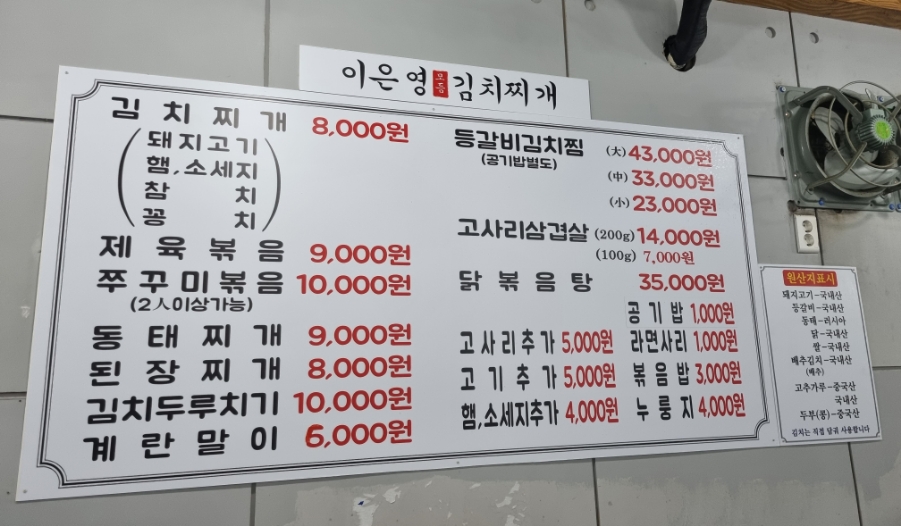 이은영 모듬 김치찌개
김치찌개 8,000원
돼지고기
햄,소세지
참치
꽁치
제육볶음 9,000원
쭈꾸미볶음 10,000원
(2人이상가능)
동태찌개 9,000원
된장찌개 8,000원
김치두루치기 10,000원
계란말이 6,000원
등갈비김치찜 (大) 43,000원
(공기밥별도)
(中) 33,000원
(小) 23,000원
고사리삼겹살 (200g) 14,000원
(100g) 7,000원
닭볶음탕 35,000원
공기밥 1,000원
고사리추가 5,000원 라면사리 1,000원
고기추가 5,000원 볶음밥 3,000원
햄,소세지추가 4,000원 누룽지 4,000원
원산지표시
돼지고기-국내산
등갈비-국내산
동태-러시아
닭-국내산
쌀-국내산
배추김치-국내산
(배추)
고추가루-중국산
국내산
두부(콩)-중국산
김치는 직접 담궈 사용합니다